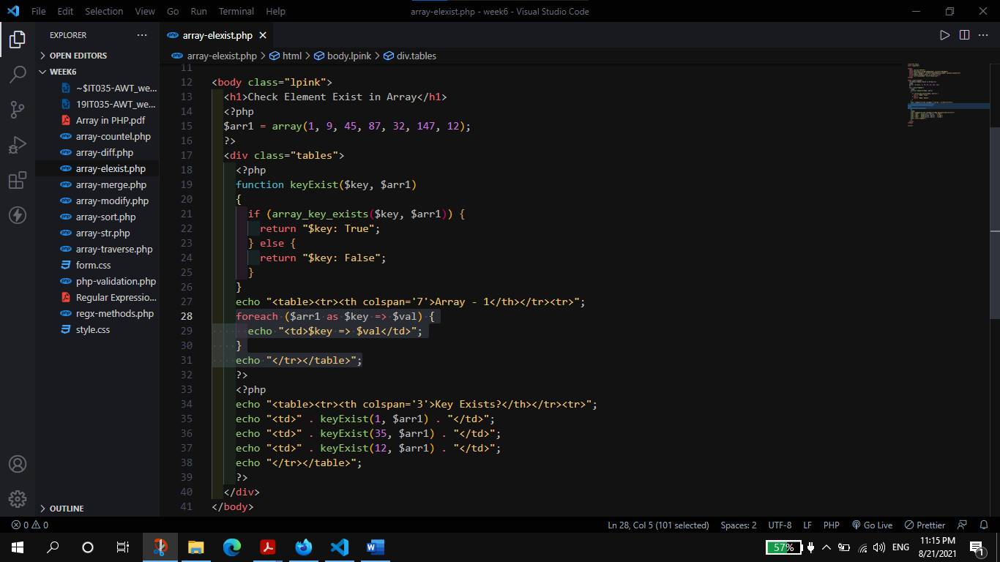 File Edit Selection View Go Run Terminal Help
array-elexist.php - week6 - Visual Studio Code
EXPLORER
OPEN EDITORS
WEEK6
~$IT035-AWT_we...
19IT035-AWT_we...
Array in PHP.pdf
array-countel.php
array-diff.php
array-elexist.php
array-merge.php
array-modify.php
array-sort.php
array-str.php
array-traverse.php
form.css
php-validation.php
Regular Expressio...
regx-methods.php
style.css
OUTLINE
array-elexist.php
array-elexist.php > html > body.lpink > div.tables
11
12 <body class="lpink">
13 <h1>Check Element Exist in Array</h1>
14 <?php
15 $arr1 = array(1, 9, 45, 87, 32, 147, 12);
16 ?>
17 <div class="tables">
18 <?php
19 function keyExist($key, $arr1)
20 {
21 if (array_key_exists($key, $arr1)) {
22 return "$key: True";
23 } else {
24 return "$key: False";
25 }
26 }
27 echo "<table><tr><th colspan='7'>Array - 1</th></tr><tr>";
28 foreach ($arr1 as $key => $val) {
29 echo "<td>$key => $val</td>";
30 }
31 echo "</tr></table>";
32 ?>
33 <?php
34 echo "<table><tr><th colspan='3'>Key Exists?</th></tr><tr>";
35 echo "<td>" . keyExist(1, $arr1) . "</td>";
36 echo "<td>" . keyExist(35, $arr1) . "</td>";
37 echo "<td>" . keyExist(12, $arr1) . "</td>";
38 echo "</tr></table>";
39 ?>
40 </div>
41 </body>
0 0
Ln 28, Col 5 (101 selected) Spaces: 2 UTF-8 LF PHP Go Live Prettier
57% ENG
11:15 PM
8/21/2021
1